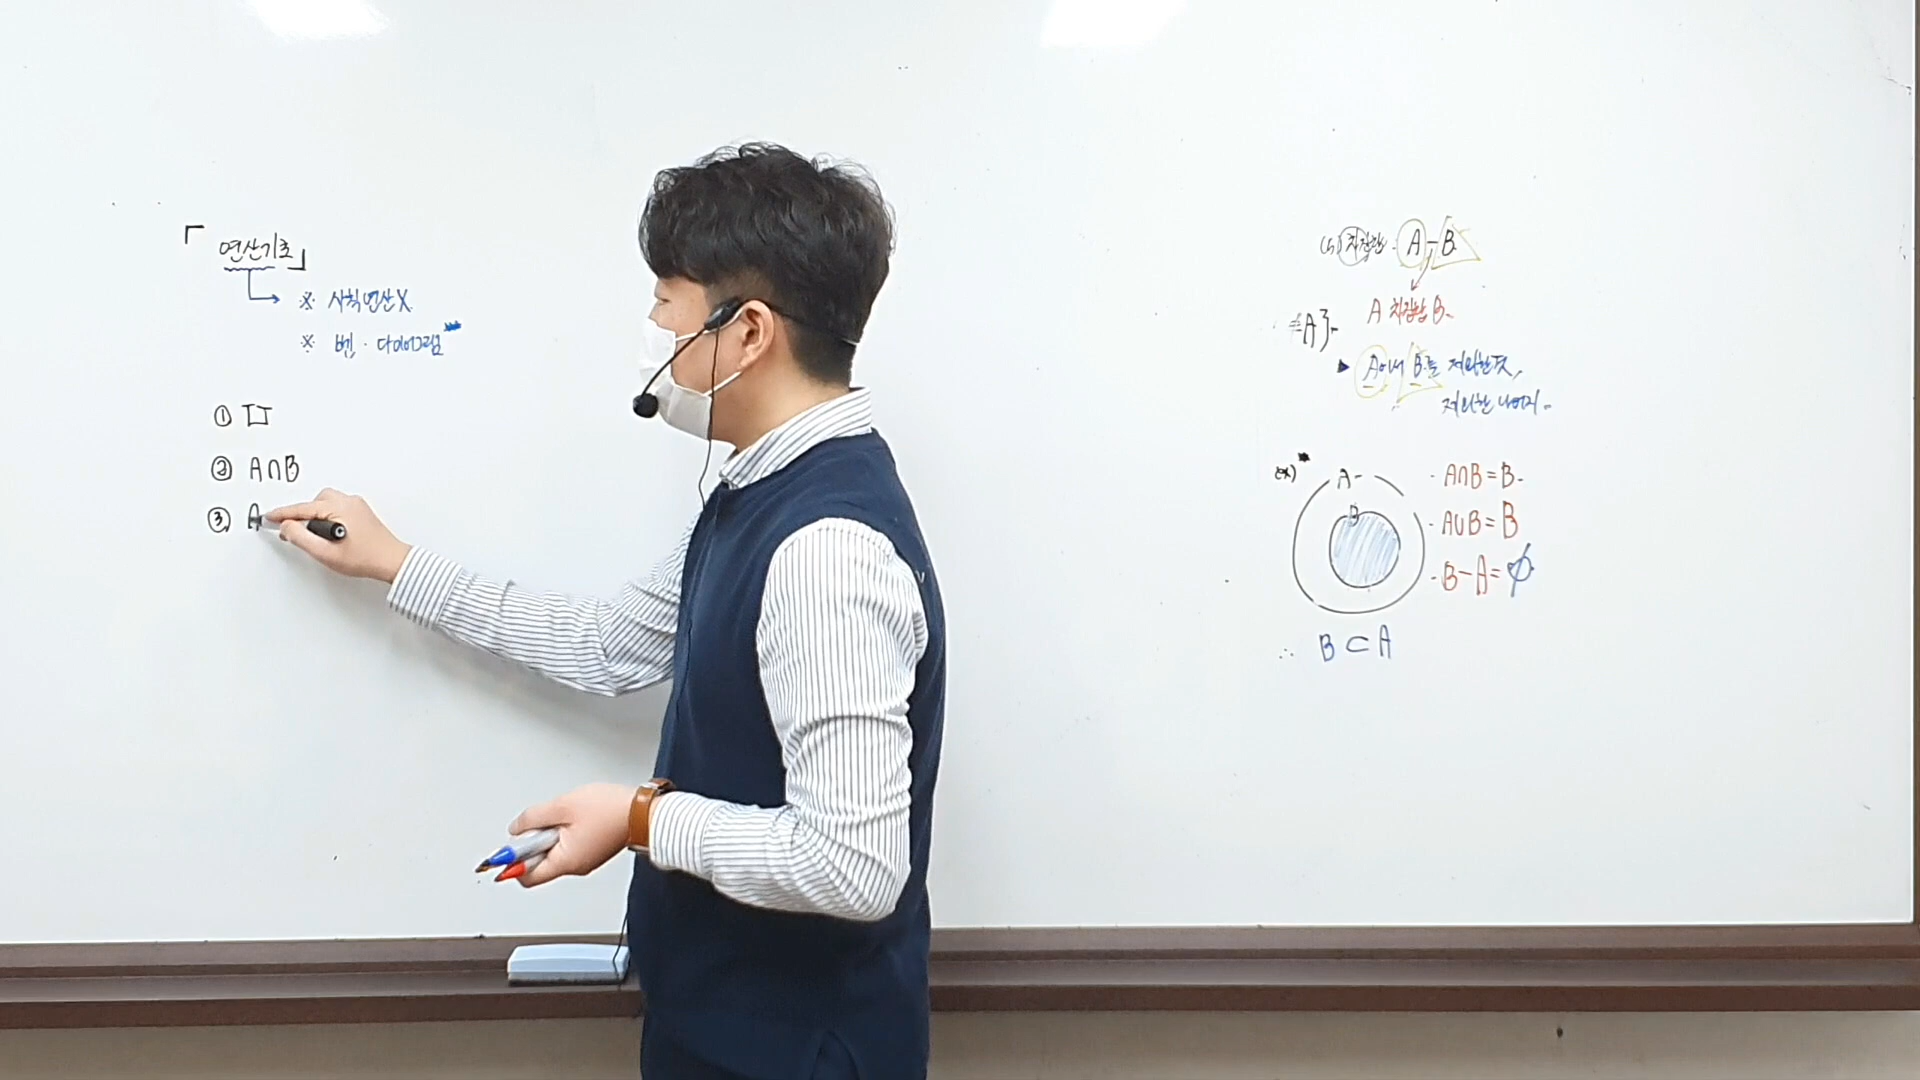 「연산기초」
※ 사칙연산X
※ 벤·다이어그램
① U
② A∩B
③ A
(5) 차집합. A-B
A 차집합 B.
A}.
▶ A에서 B를 제외한 것,
제외한 나머지.
ex)
A
B
· A∩B=B.
· A∪B=B
· B-A=∅
∴ B⊂A